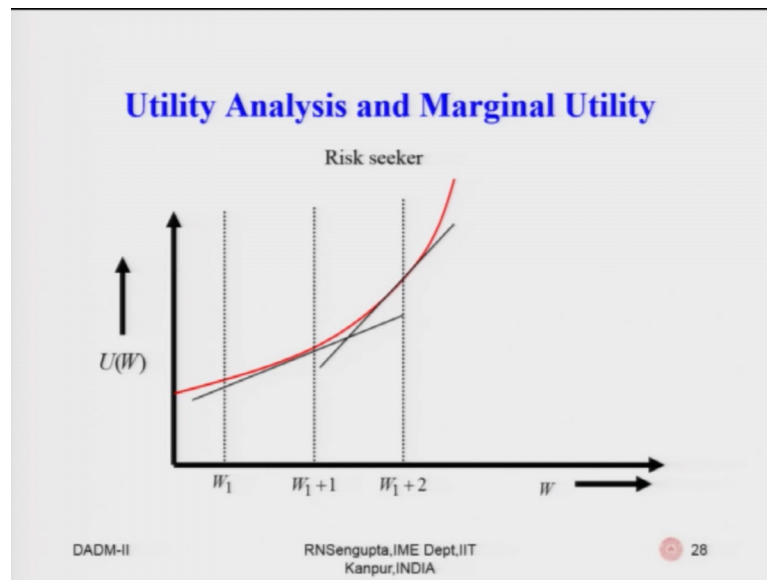 Utility Analysis and Marginal Utility
Risk seeker
U(W)
W₁
W₁+1
W₁+2
W
DADM-II
RNSengupta,IME Dept,IIT
Kanpur,INDIA
28